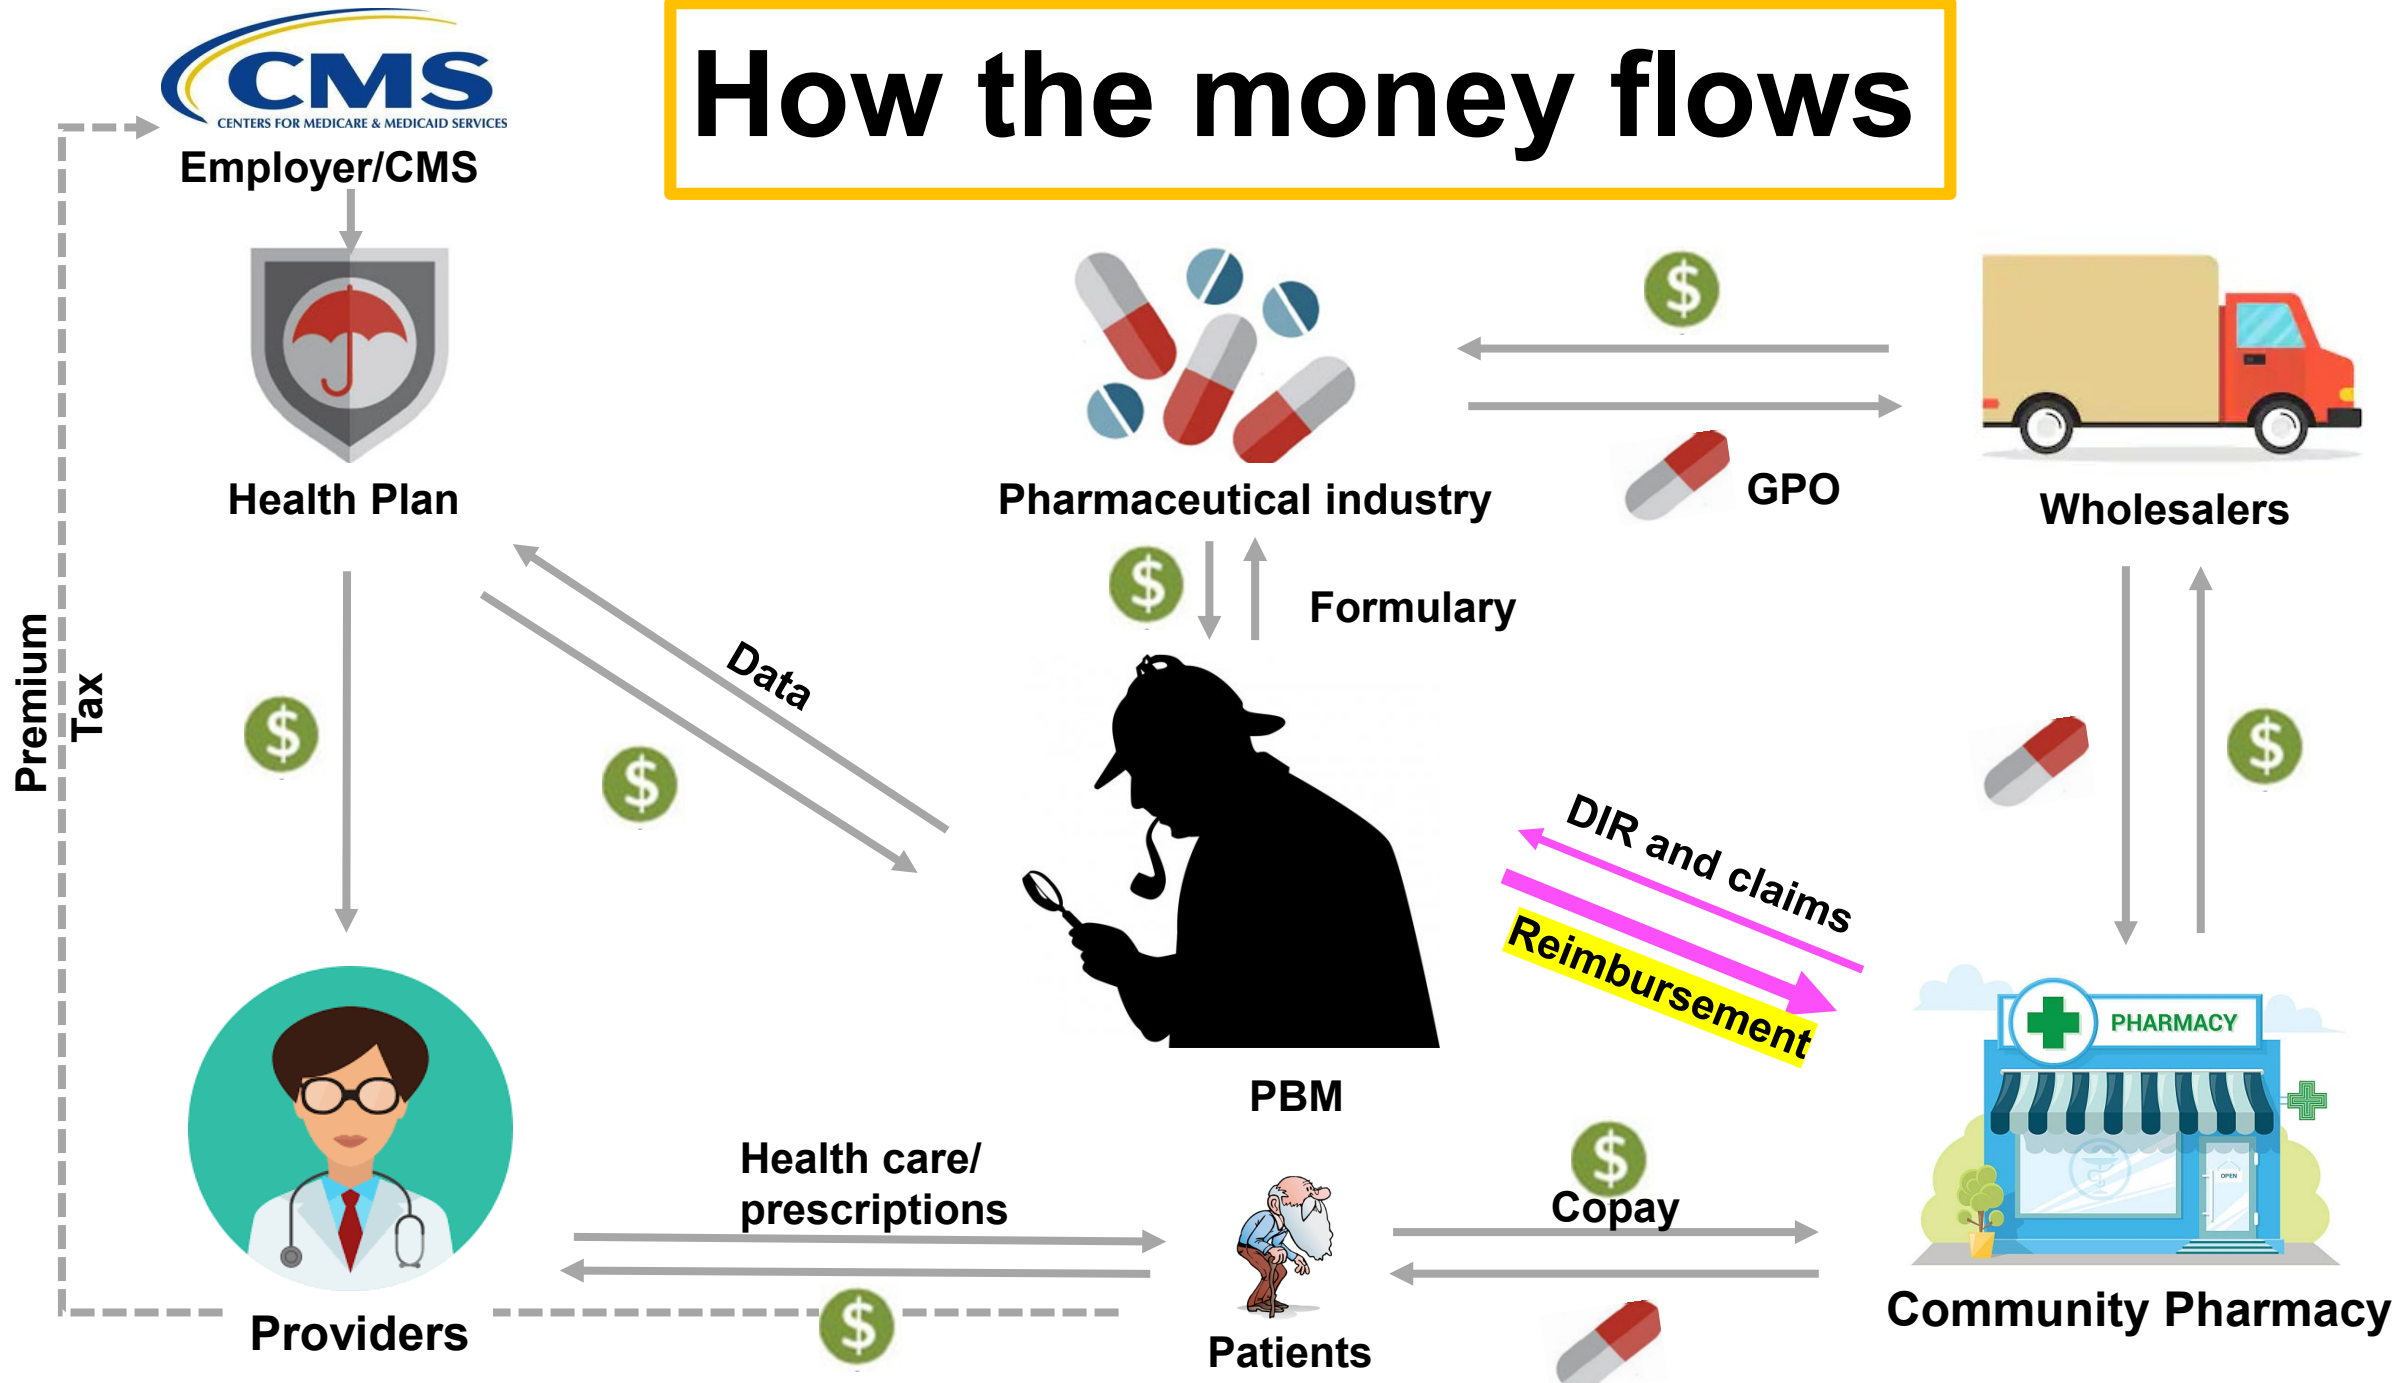 How the money flows
CMS
CENTERS FOR MEDICARE & MEDICAID SERVICES
Employer/CMS
Health Plan
Pharmaceutical industry
GPO
Wholesalers
Formulary
Premium
Tax
Data
DIR and claims
Reimbursement
PHARMACY
OPEN
PBM
Health care/
prescriptions
Copay
Providers
Patients
Community Pharmacy
$
$
$
$
$
$
$